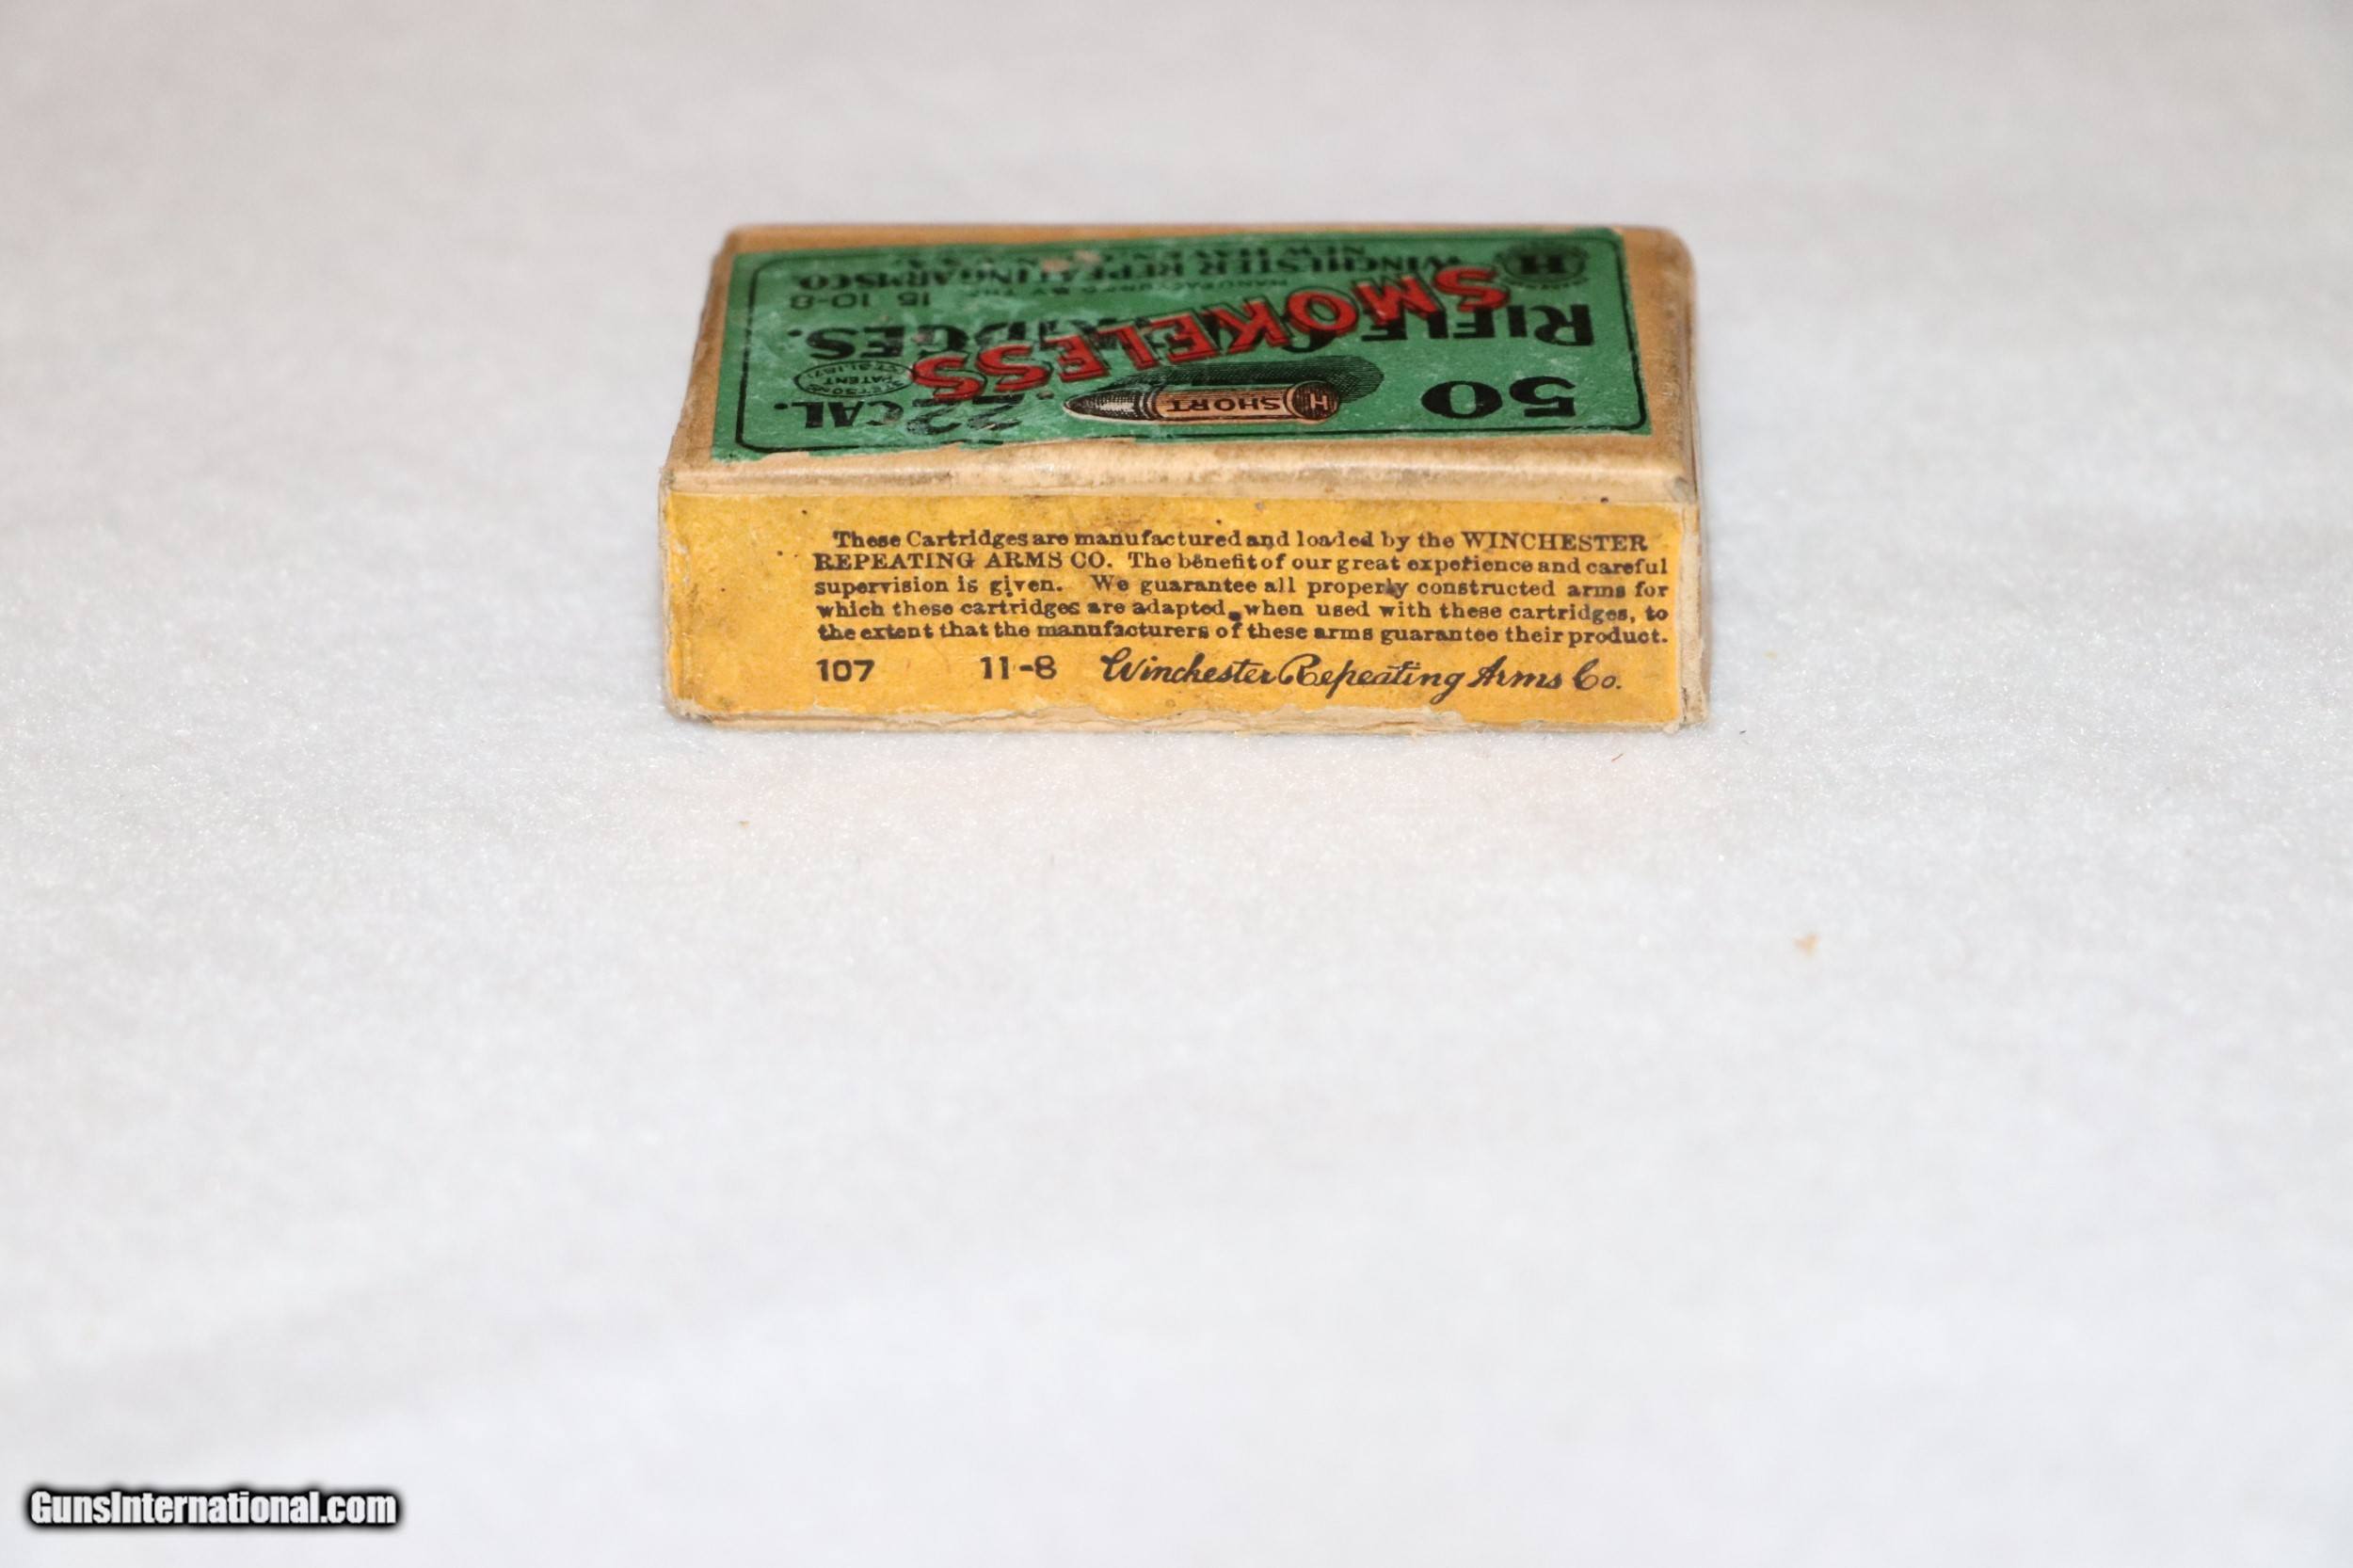 50 22 CAL.
H SHORT
PATENT
RIFLE CARTRIDGES.
SMOKELESS
15 10-8
MANUFACTURED BY THE
WINCHESTER REPEATING ARMS CO.
NEW HAVEN
H
These Cartridges are manufactured and loaded by the WINCHESTER
REPEATING ARMS CO. The benefit of our great experience and careful
supervision is given. We guarantee all properly constructed arms for
which these cartridges are adapted, when used with these cartridges, to
the extent that the manufacturers of these arms guarantee their product.
107 11-8 Winchester Repeating Arms Co.
GunsInternational.com